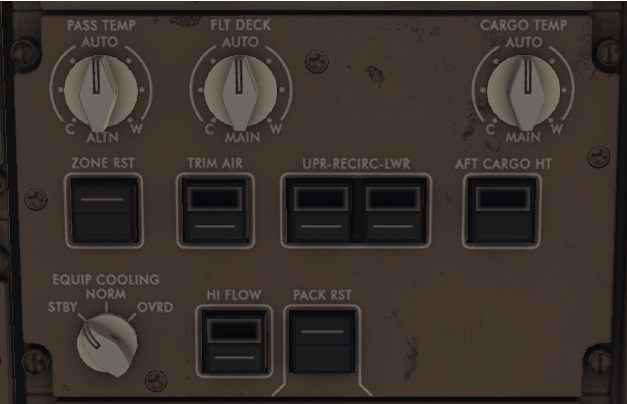 PASS TEMP
FLT DECK
CARGO TEMP
AUTO
AUTO
AUTO
C
W
C
W
C
W
ALTN
MAIN
MAIN
ZONE RST
TRIM AIR
UPR-RECIRC-LWR
AFT CARGO HT
EQUIP COOLING
NORM
STBY
OVRD
HI FLOW
PACK RST